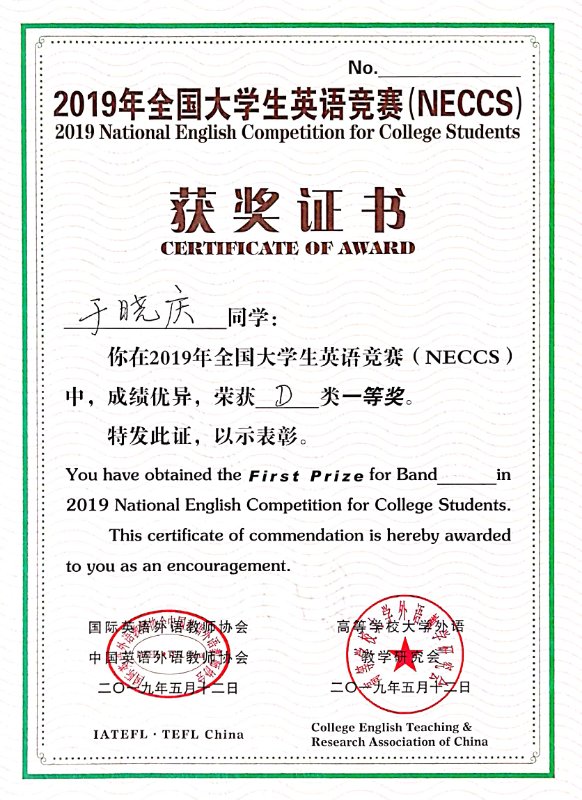 No.
2019年全国大学生英语竞赛(NECCS)
2019 National English Competition for College Students
获奖证书
CERTIFICATE OF AWARD
于晓庆同学:
你在2019年全国大学生英语竞赛(NECCS)
中,成绩优异,荣获 D 类一等奖。
特发此证,以示表彰。
You have obtained the First Prize for Band______in
2019 National English Competition for College Students.
This certificate of commendation is hereby awarded
to you as an encouragement.
国际英语外语教师协会
中国英语外语教师协会
二〇一九年五月十二日
高等学校大学外语
教学研究会
二〇一九年五月十二日
IATEFL · TEFL China
College English Teaching &
Research Association of China